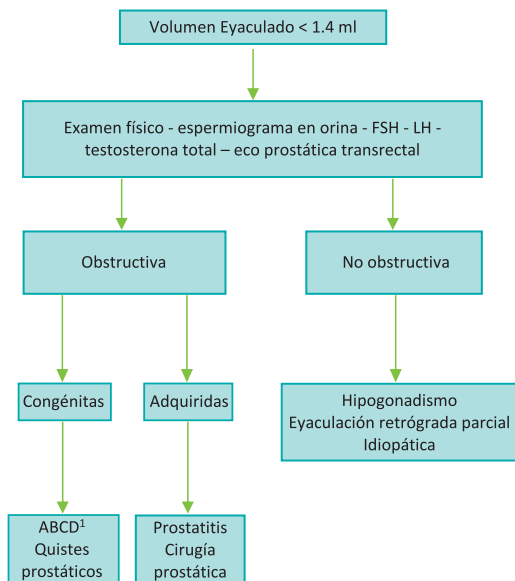 Volumen Eyaculado < 1.4 ml
Examen físico - espermiograma en orina - FSH - LH -
testosterona total – eco prostática transrectal
Obstructiva
No obstructiva
Congénitas
Adquiridas
Hipogonadismo
Eyaculación retrógrada parcial
Idiopática
ABCD¹
Quistes
prostáticos
Prostatitis
Cirugía
prostática